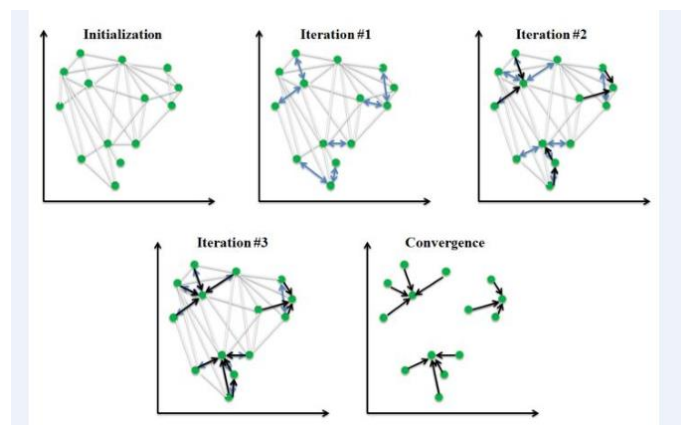 Initialization
Iteration #1
Iteration #2
Iteration #3
Convergence